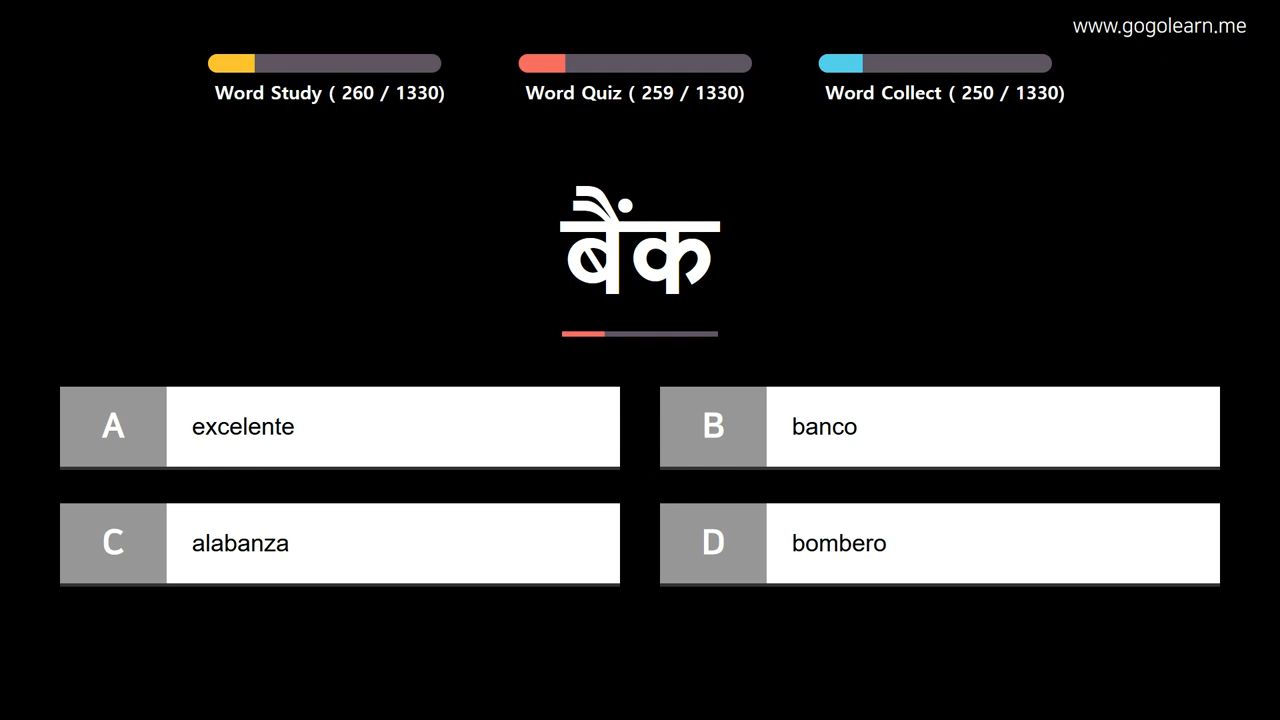 www.gogolearn.me
Word Study ( 260 / 1330)
Word Quiz ( 259 / 1330)
Word Collect ( 250 / 1330)
बैंक
A excelente
B banco
C alabanza
D bombero